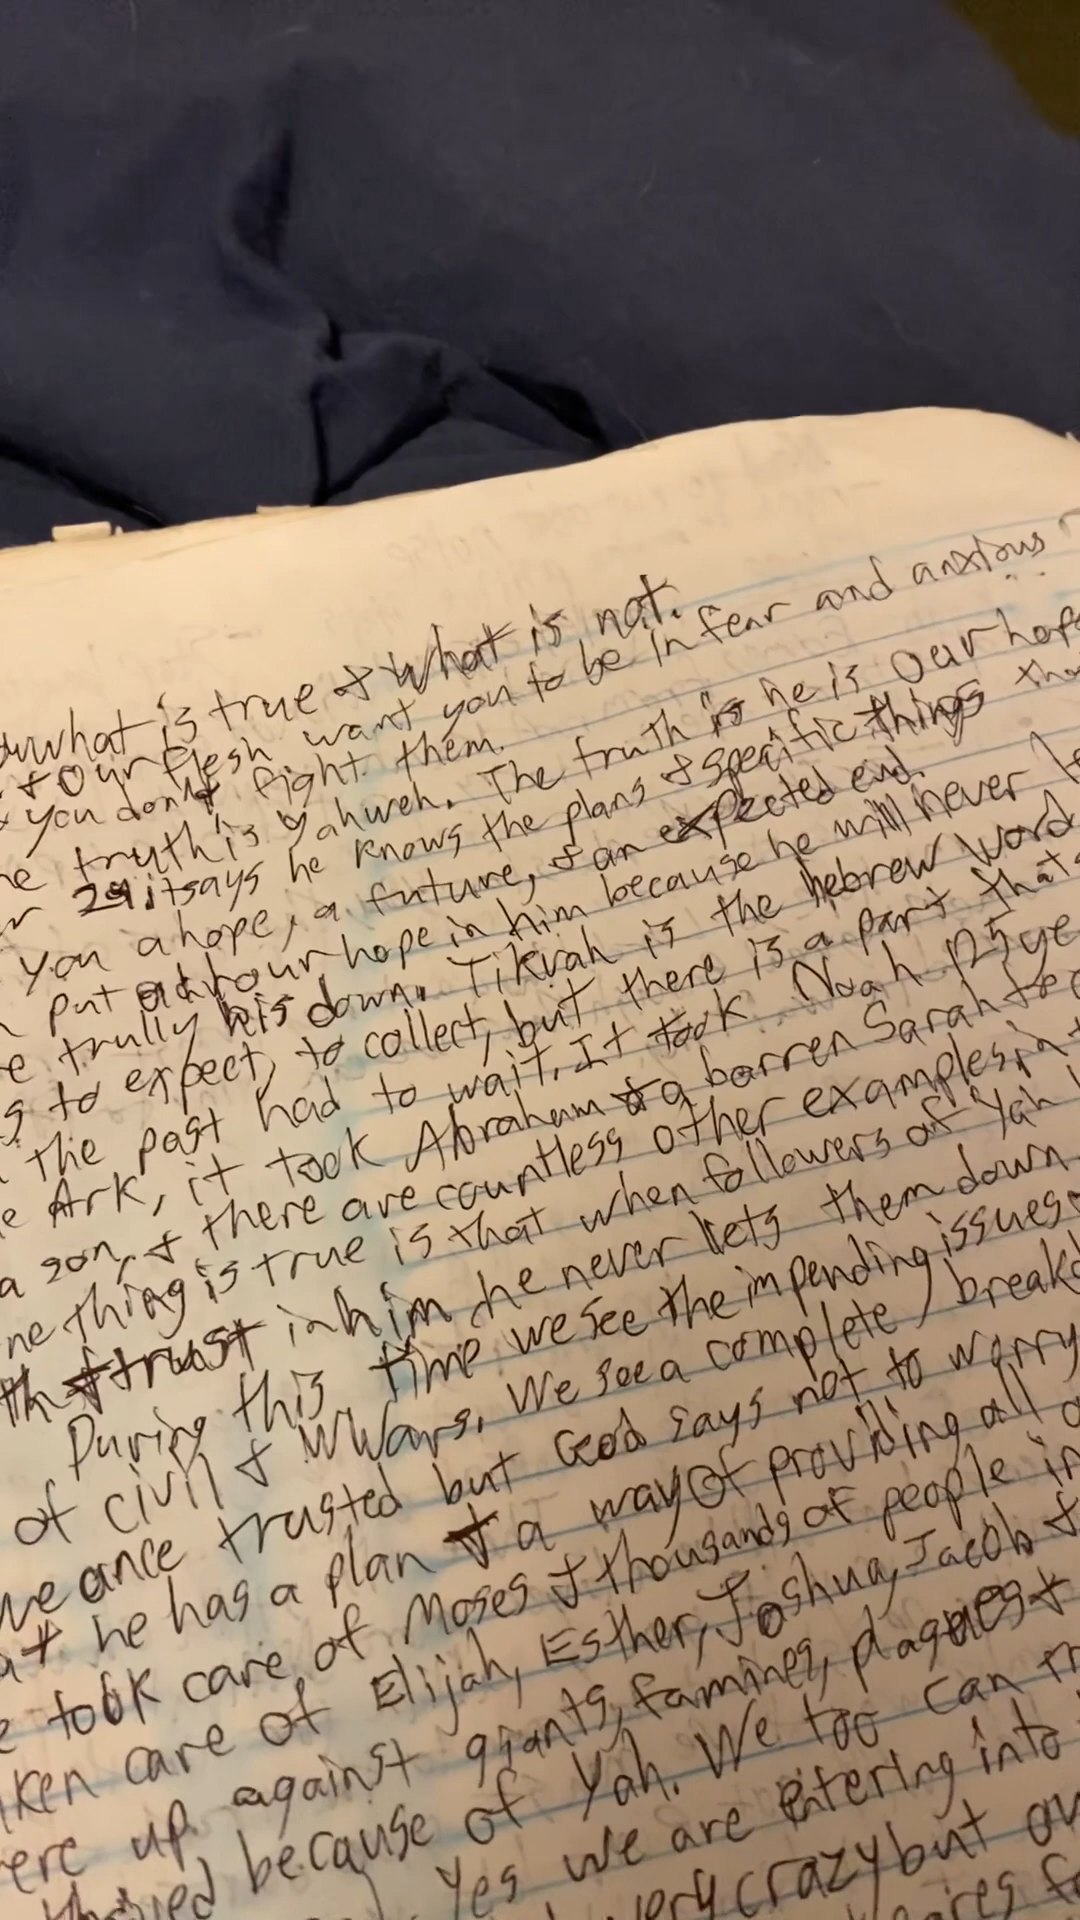 what is true & what is not.
& our flesh want you to be in fear and anxious
you don't fight them.
truth is Yahweh. The truth is he is our hope
29 it says he knows the plans & specific things
you a hope, a future, & an expected end.
put our hope in him because he will never
trully his down. Tikvah is the hebrew word
to expect, to collect, but there is a part that
the past had to wait. It took Noah 125
Ark, it took Abraham & a barren Sarah
a son, & there are countless other examples in
thing is true is that when followers of Yah
trust in him he never lets them down
During this time we see the impending issues
of civil & WWars. We see a complete
we once trusted but God says not to worry
he has a plan & a way of providing all
took care of Moses & thousands of people in
care of Elijah, Esther, Joshua, Jacob &
up against giants, famines, plagues &
because of Yah. We too can
Yes we are entering into
very crazy but